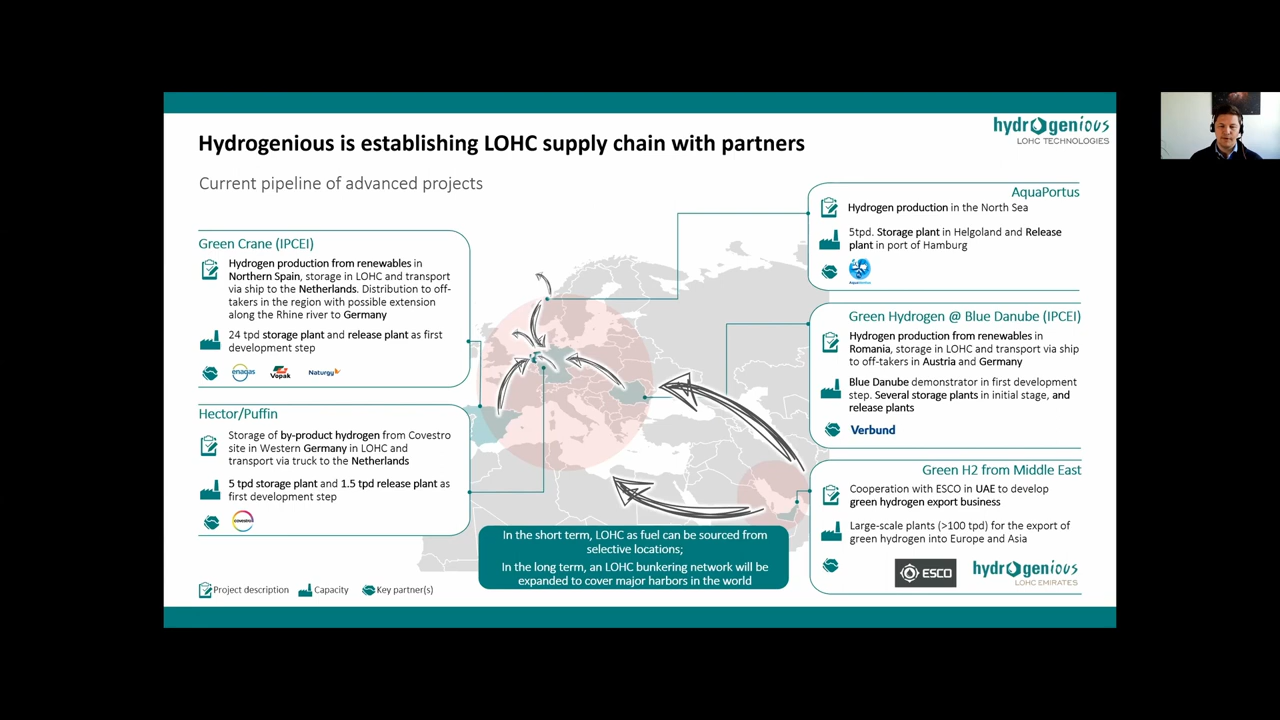 Hydrogenious is establishing LOHC supply chain with partners
hydrogenious
LOHC TECHNOLOGIES
Current pipeline of advanced projects
Green Crane (IPCEI)
Hydrogen production from renewables in
Northern Spain, storage in LOHC and transport
via ship to the Netherlands. Distribution to off-
takers in the region with possible extension
along the Rhine river to Germany
24 tpd storage plant and release plant as first
development step
enagas
Vopak
Naturgy
Hector/Puffin
Storage of by-product hydrogen from Covestro
site in Western Germany in LOHC and
transport via truck to the Netherlands
5 tpd storage plant and 1.5 tpd release plant as
first development step
covestro
Project description
Capacity
Key partner(s)
In the short term, LOHC as fuel can be sourced from
selective locations;
In the long term, an LOHC bunkering network will be
expanded to cover major harbors in the world
AquaPortus
Hydrogen production in the North Sea
5tpd. Storage plant in Helgoland and Release
plant in port of Hamburg
Green Hydrogen @ Blue Danube (IPCEI)
Hydrogen production from renewables in
Romania, storage in LOHC and transport via ship
to off-takers in Austria and Germany
Blue Danube demonstrator in first development
step. Several storage plants in initial stage, and
release plants
Verbund
Green H2 from Middle East
Cooperation with ESCO in UAE to develop
green hydrogen export business
Large-scale plants (>100 tpd) for the export of
green hydrogen into Europe and Asia
ESCO
hydrogenious
LOHC EMIRATES